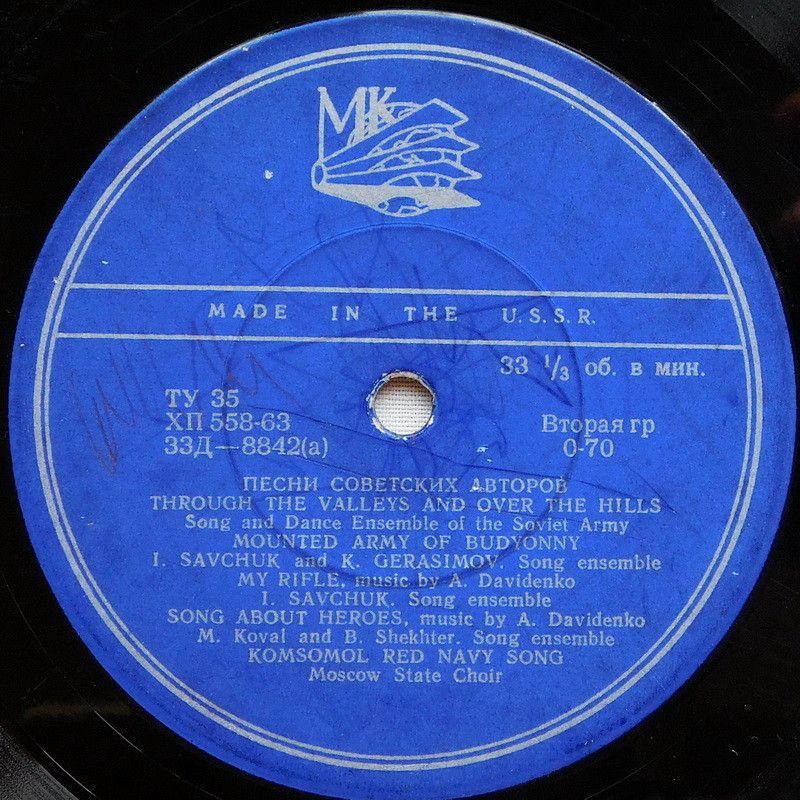 МК
MADE IN THE U.S.S.R.
33 1/3 об. в мин.
ТУ 35
ХП 558-63
33Д—8842(а)
Вторая гр
0-70
ПЕСНИ СОВЕТСКИХ АВТОРОВ
THROUGH THE VALLEYS AND OVER THE HILLS
Song and Dance Ensemble of the Soviet Army
MOUNTED ARMY OF BUDYONNY
I. SAVCHUK and K. GERASIMOV. Song ensemble
MY RIFLE, music by A. Davidenko
I. SAVCHUK. Song ensemble
SONG ABOUT HEROES, music by A. Davidenko
M. Koval and B. Shekhter. Song ensemble
KOMSOMOL RED NAVY SONG
Moscow State Choir